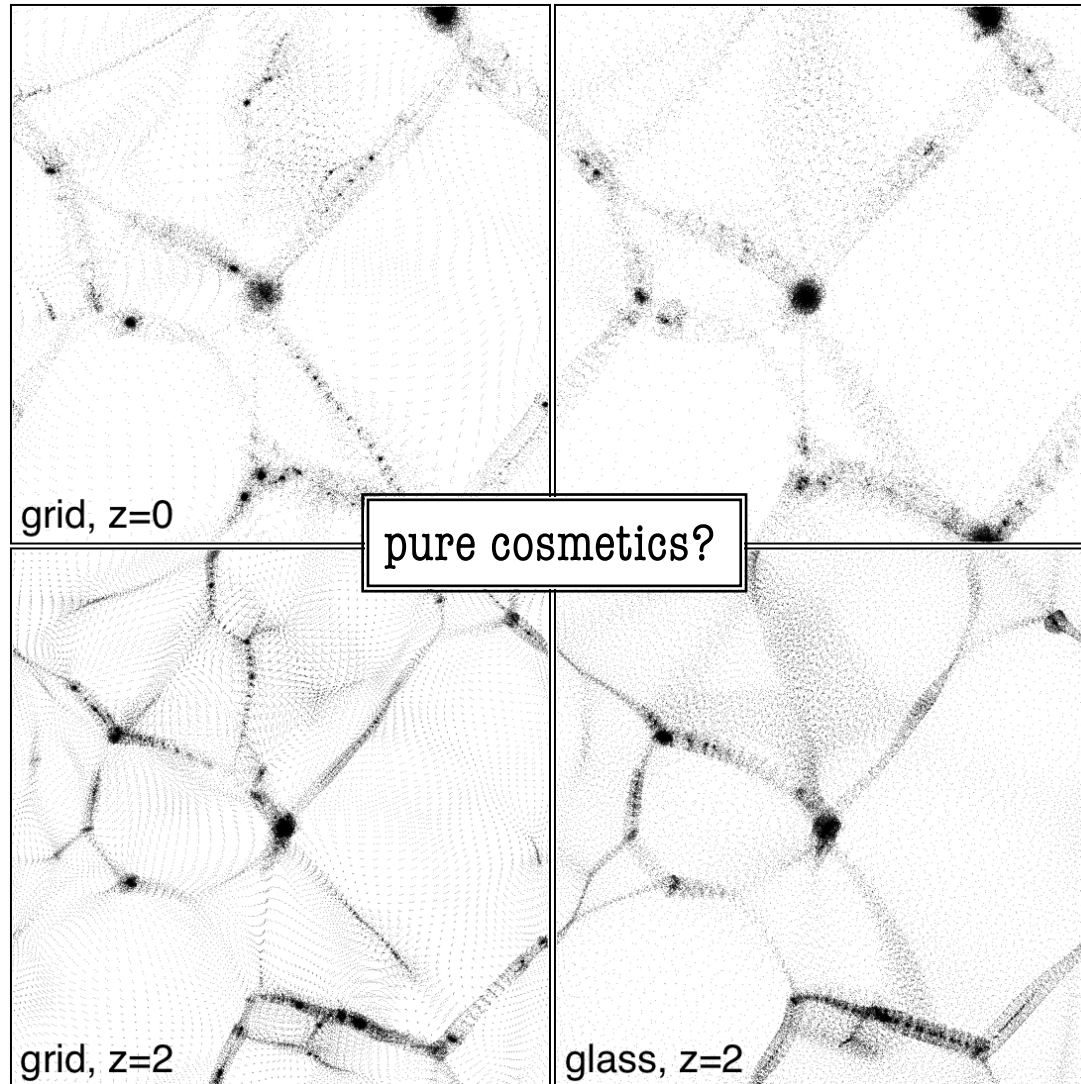 grid, z=0
pure cosmetics?
grid, z=2
glass, z=2